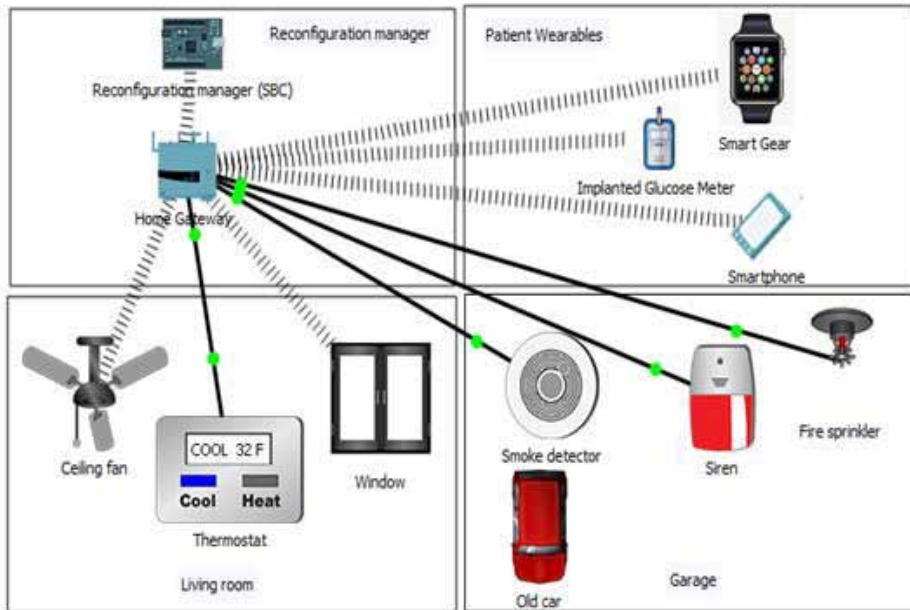 Reconfiguration manager
Reconfiguration manager (SBC)
Home Gateway
Patient Wearables
Smart Gear
Implanted Glucose Meter
Smartphone
Ceiling fan
COOL 32 F
Cool Heat
Thermostat
Window
Living room
Smoke detector
Siren
Fire sprinkler
Old car
Garage